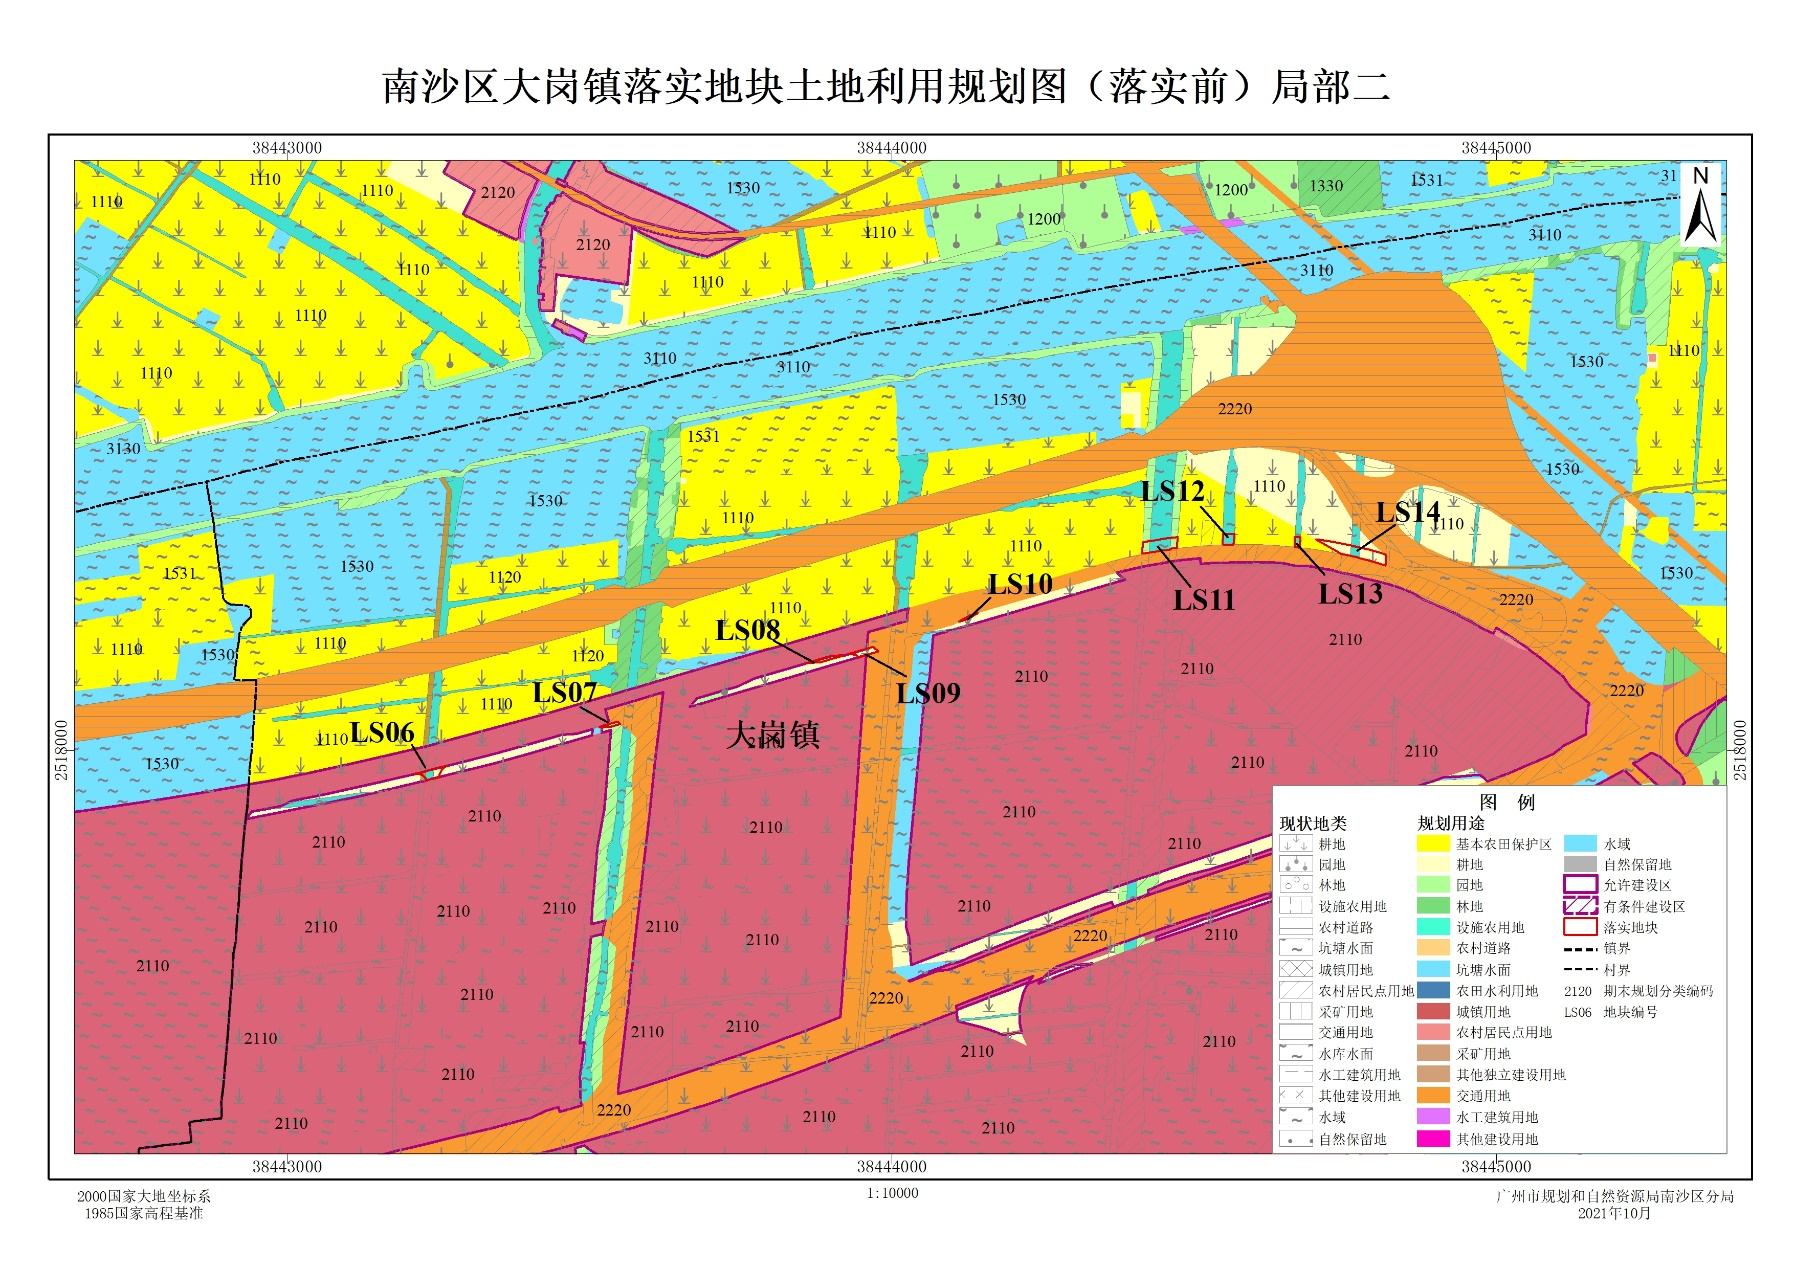 南沙区大岗镇落实地块土地利用规划图（落实前）局部二
38443000 38444000 38445000
N
1110 1110 1110 2120 1530 1200 1330 1531 31
1110 2120 1110 1200 3110
1110 1110 3110
1110
1110 3110 3110 1530 1110
1530 2220
3130 1531 1530
1530 1110 1110 LS12
LS14 1110
1531 1530 1120 1110 1530
LS10 LS11 LS13 2220
1110 1110 LS08 1110
1530 1120 2110 2110 2110
LS07 LS09 2220
1110 LS06 1110 大岗镇
2110
1530 2110 2110
2518000 2518000
2110 2110 2110 2110 2110
2110 2110 2110 2110 2110
2110 2110 2220 2110
2110 2110 2220
2110 2110 2110 2110 2110
2110
2110 2220 2110 2110
图 例
现状地类
耕地
园地
林地
设施农用地
农村道路
坑塘水面
城镇用地
农村居民点用地
采矿用地
交通用地
水库水面
水工建筑用地
其他建设用地
水域
自然保留地
规划用途
基本农田保护区
耕地
园地
林地
设施农用地
农村道路
坑塘水面
农田水利用地
城镇用地
农村居民点用地
采矿用地
其他独立建设用地
交通用地
水工建筑用地
其他建设用地
水域
自然保留地
允许建设区
有条件建设区
落实地块
镇界
村界
2120 期末规划分类编码
LS06 地块编号
38443000 38444000 38445000
2000国家大地坐标系
1985国家高程基准
1:10000
广州市规划和自然资源局南沙区分局
2021年10月